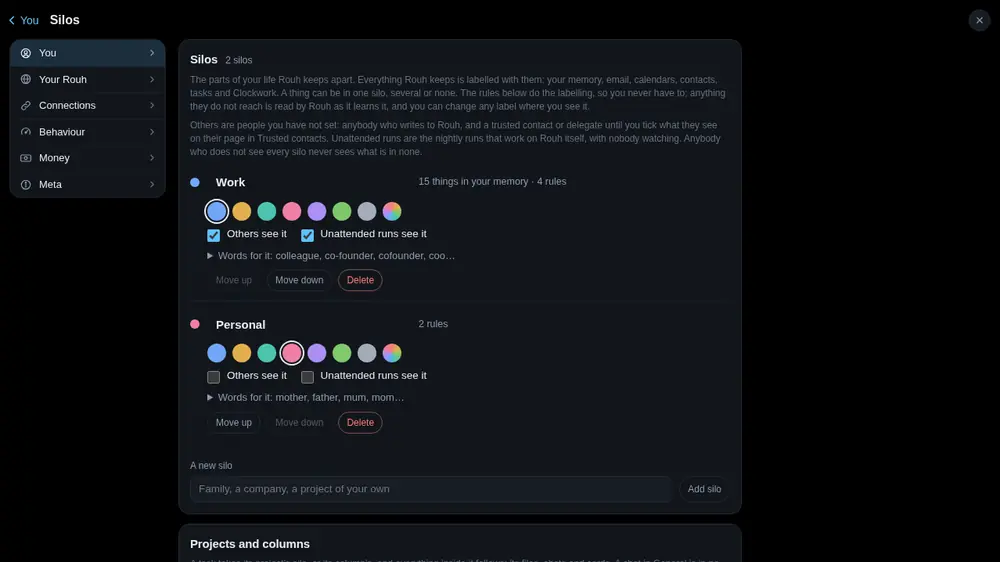 You
Silos
You
Your Rouh
Connections
Behaviour
Money
Meta
Silos 2 silos
The parts of your life Rouh keeps apart. Everything Rouh keeps is labelled with them: your memory, email, calendars, contacts,
tasks and Clockwork. A thing can be in one silo, several or none. The rules below do the labelling, so you never have to; anything
they do not reach is read by Rouh as it learns it, and you can change any label where you see it.
Others are people you have not set: anybody who writes to Rouh, and a trusted contact or delegate until you tick what they see
on their page in Trusted contacts. Unattended runs are the nightly runs that work on Rouh itself, with nobody watching. Anybody
who does not see every silo never sees what is in none.
Work 15 things in your memory · 4 rules
Others see it Unattended runs see it
Words for it: colleague, co-founder, cofounder, coo…
Move up Move down Delete
Personal 2 rules
Others see it Unattended runs see it
Words for it: mother, father, mum, mom…
Move up Move down Delete
A new silo
Family, a company, a project of your own Add silo
Projects and columns